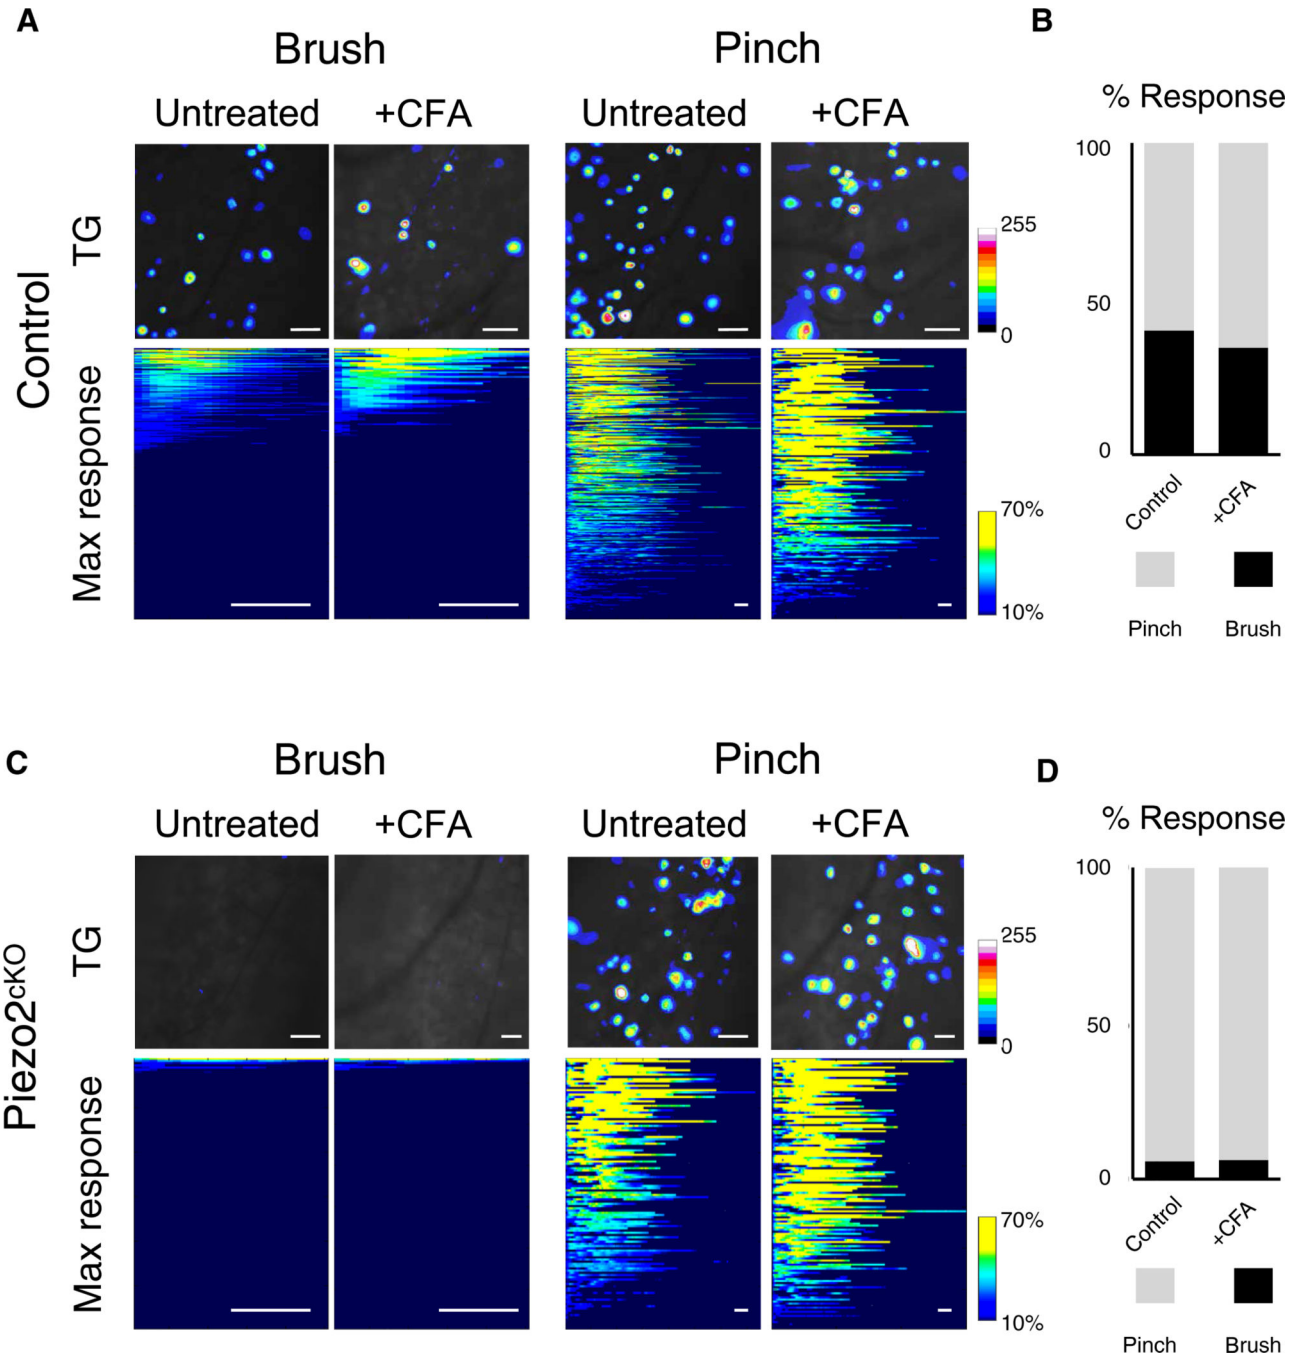 A
Brush
Pinch
Untreated
+CFA
Untreated
+CFA
Control
TG
255
0
Max response
70%
10%
B
% Response
100
50
0
Control
+CFA
Pinch
Brush
C
Brush
Pinch
Untreated
+CFA
Untreated
+CFA
Piezo2cKO
TG
255
0
Max response
70%
10%
D
% Response
100
50
0
Control
+CFA
Pinch
Brush